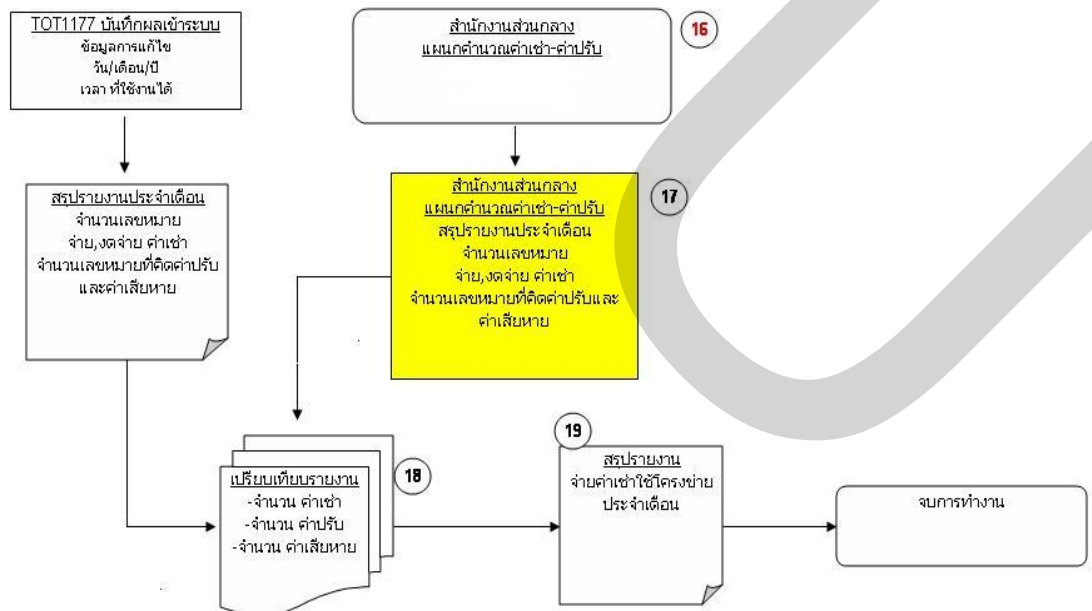 TOT1177 บันทึกผลเข้าระบบ
ข้อมูลการแก้ไข
วัน/เดือน/ปี
เวลา ที่ใช้งานได้
สำนักงานส่วนกลาง
แผนกคำนวณค่าเช่า-ค่าปรับ
16
สรุปรายงานประจำเดือน
จำนวนเลขหมาย
จ่าย,งดจ่าย ค่าเช่า
จำนวนเลขหมายที่คิดค่าปรับ
และค่าเสียหาย
สำนักงานส่วนกลาง
แผนกคำนวณค่าเช่า-ค่าปรับ
สรุปรายงานประจำเดือน
จำนวนเลขหมาย
จ่าย,งดจ่าย ค่าเช่า
จำนวนเลขหมายที่คิดค่าปรับและ
ค่าเสียหาย
17
เปรียบเทียบรายงาน
-จำนวน ค่าเช่า
-จำนวน ค่าปรับ
-จำนวน ค่าเสียหาย
18
19
สรุปรายงาน
จ่ายค่าเช่าใช้โครงข่าย
ประจำเดือน
จบการทำงาน